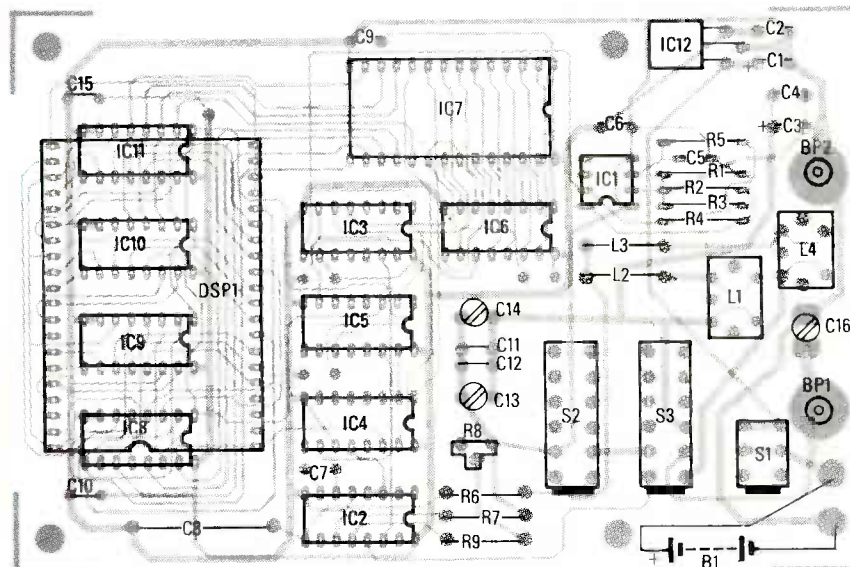 C9
IC12
C2
C1
C15
IC7
C4
C6
+ C3
R5
BP2
IC11
C5
R1
IC1
R2
R3
R4
IC10
IC3
IC6
L3
L4
DSP1
L2
L1
C14
IC5
C16
IC9
C11
C12
C13
S2
S3
BP1
IC8
IC4
R8
S1
C7
C10
R6
IC2
R7
C8
R9
+
B1